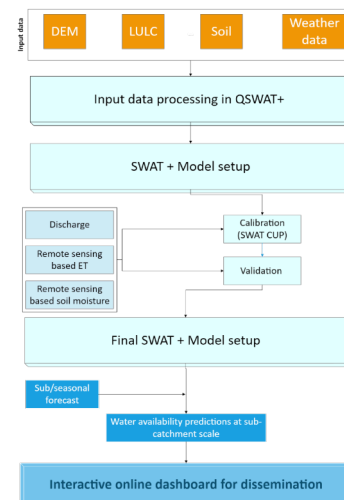 Input data
DEM
LULC
Soil
Weather
data
Input data processing in QSWAT+
SWAT + Model setup
Discharge
Remote sensing
based ET
Remote sensing
based soil moisture
Calibration
(SWAT CUP)
Validation
Final SWAT + Model setup
Sub/seasonal
forecast
Water availability predictions at sub-
catchment scale
Interactive online dashboard for dissemination